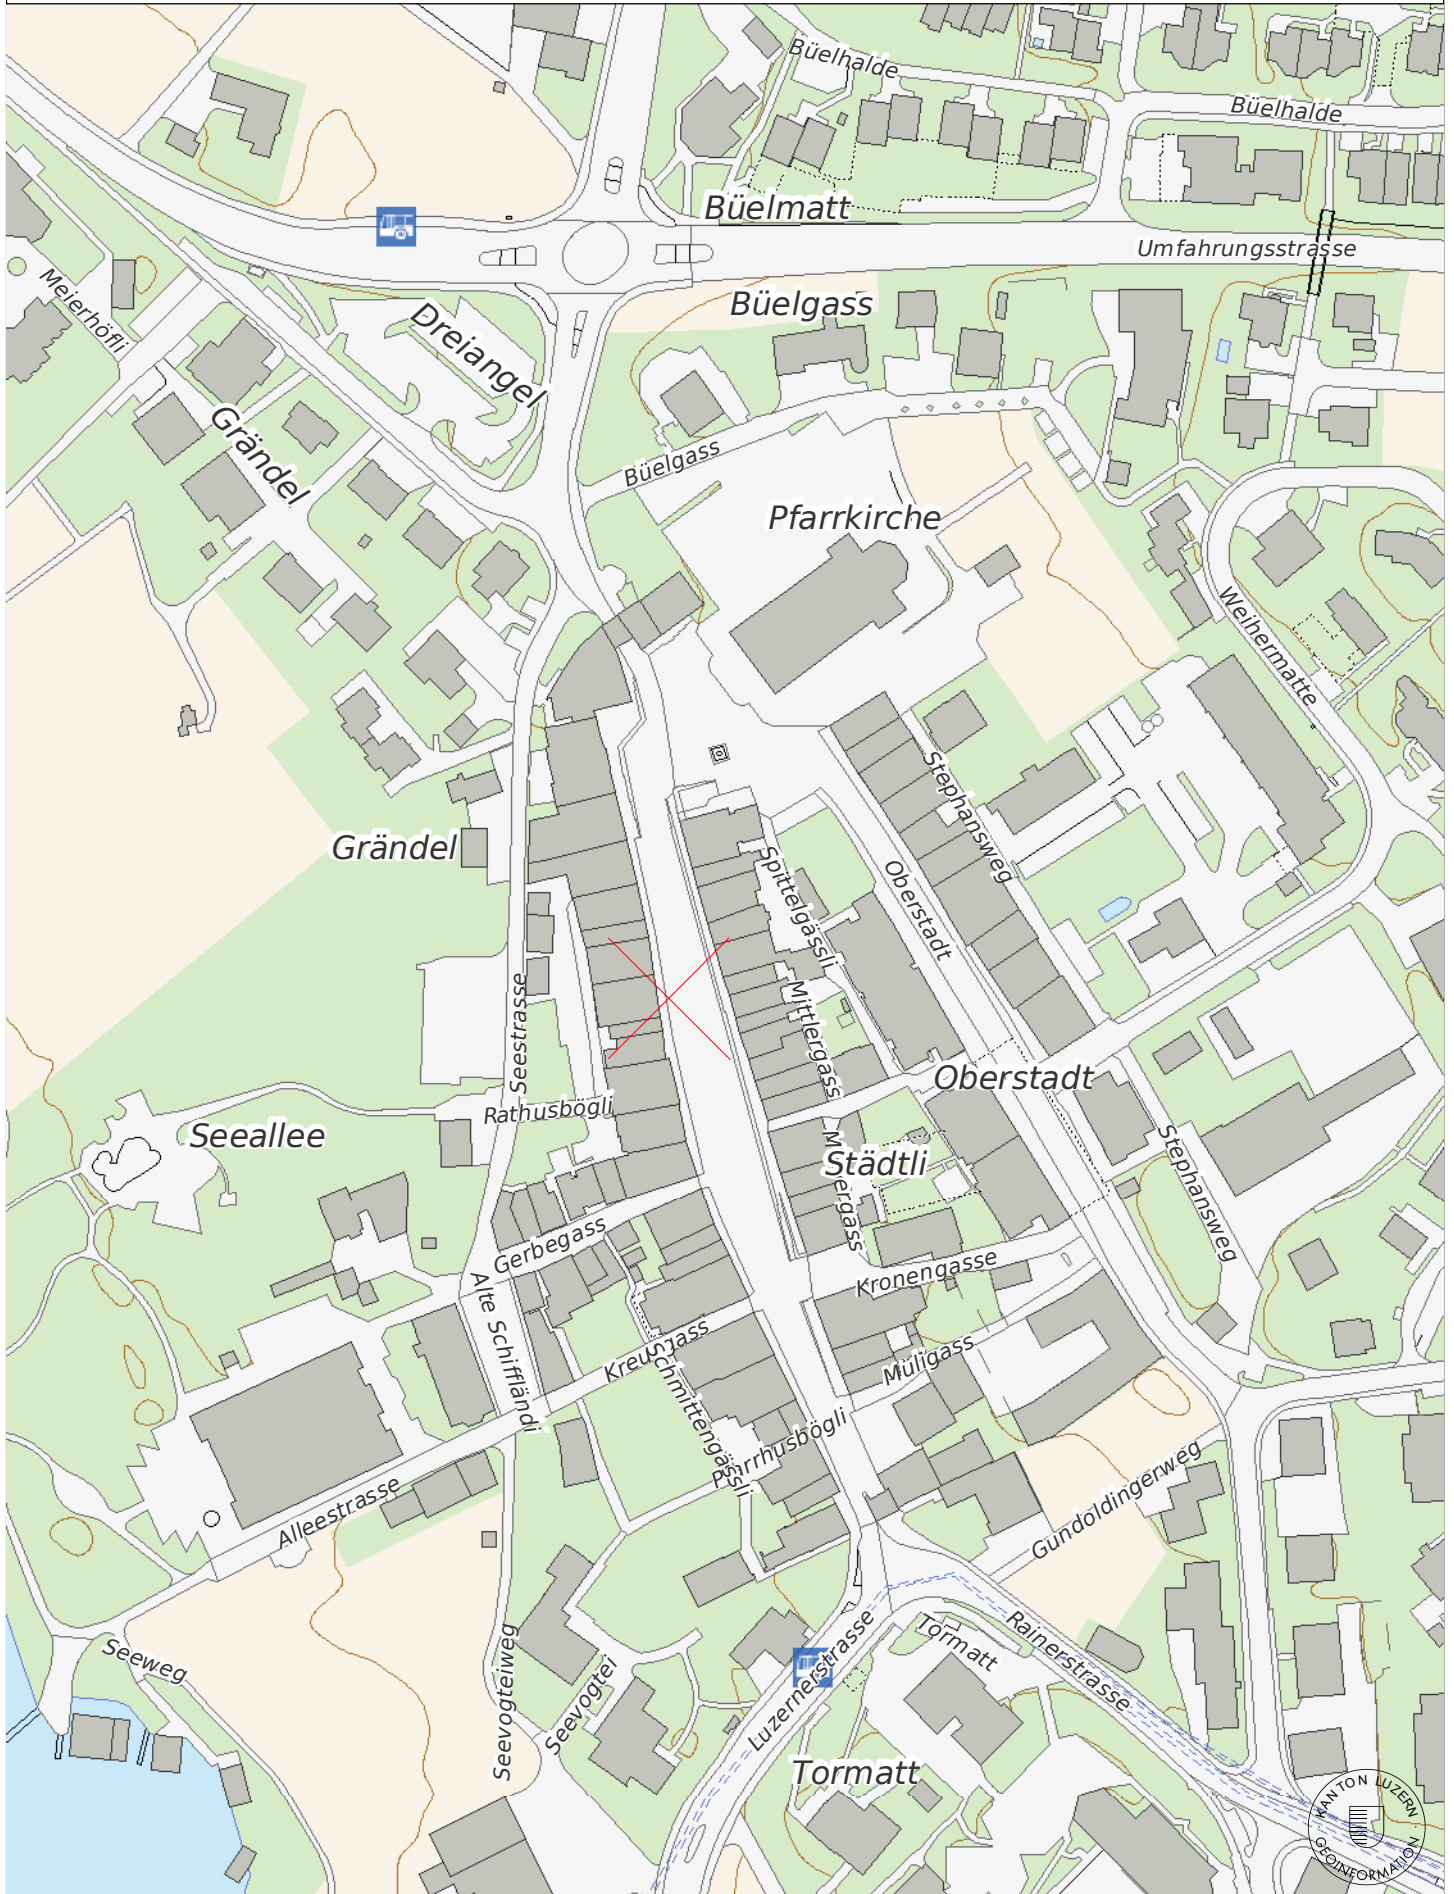 Büelhalde
Büelhalde
Büelmatt
Umfahrungsstrasse
Meierhöfli
Büelgass
Dreiangel
Grändel
Büelgass
Pfarrkirche
Weihermatte
Stephansweg
Grändel
Spittelgässli
Oberstadt
Seestrasse
Mittlergass
Oberstadt
Rathusbögli
Seeallee
Städtli
Stephansweg
Gerbegass
Kronengasse
Alte Schiffländi
Kreuzgass
Müligass
Schmittengässli
Pfarrhusbögli
Alleestrasse
Gundoldingerweg
Seeweg
Seevogteiweg
Seevogtei
Luzernerstrasse
Tormatt
Rainerstrasse
Tormatt
KANTON LUZERN
GEOINFORMATION